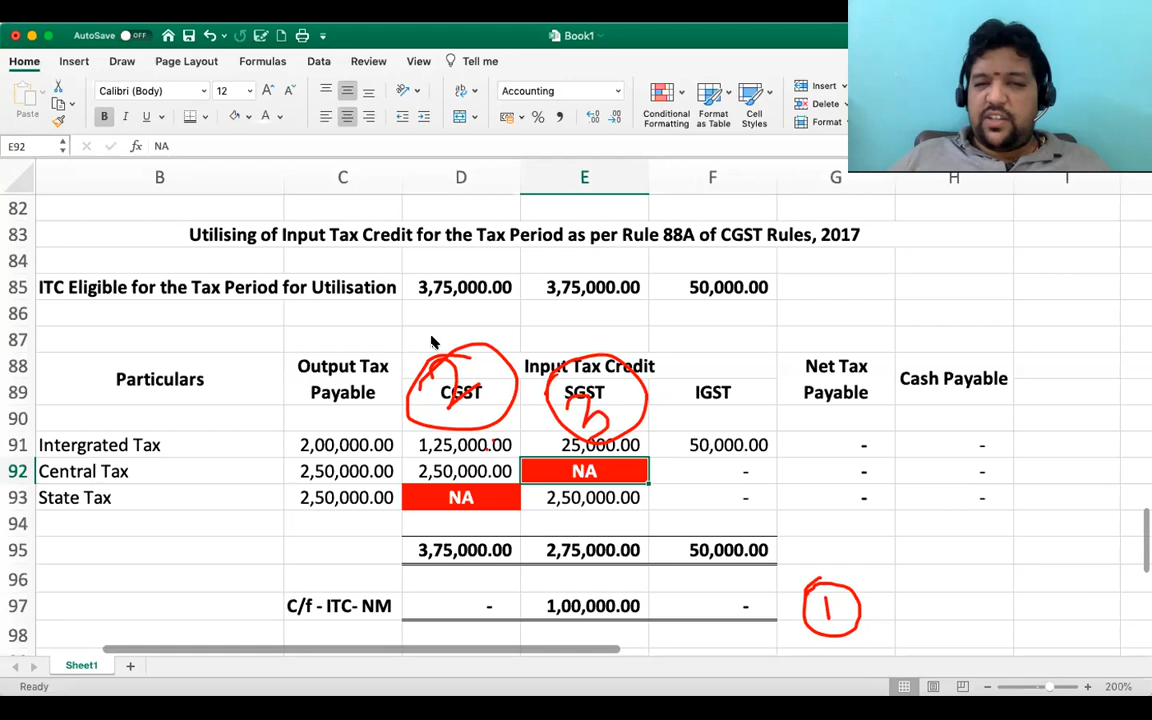 AutoSave OFF Book1
Home Insert Draw Page Layout Formulas Data Review View Tell me
Paste Calibri (Body) 12 A A Accounting Conditional Formatting Format as Table Cell Styles Insert Delete Format
B I U A % 
E92 fx NA
B C D E F G H I
82
83 Utilising of Input Tax Credit for the Tax Period as per Rule 88A of CGST Rules, 2017
84
85 ITC Eligible for the Tax Period for Utilisation 3,75,000.00 3,75,000.00 50,000.00
86
87
88 Particulars Output Tax Input Tax Credit Net Tax Cash Payable
89 Payable CGST SGST IGST Payable
2 3
90
91 Intergrated Tax 2,00,000.00 1,25,000.00 25,000.00 50,000.00 - -
92 Central Tax 2,50,000.00 2,50,000.00 NA - - -
93 State Tax 2,50,000.00 NA 2,50,000.00 - - -
94
95 3,75,000.00 2,75,000.00 50,000.00
96
97 C/f - ITC- NM - 1,00,000.00 -
1
98
Sheet1
Ready 200%